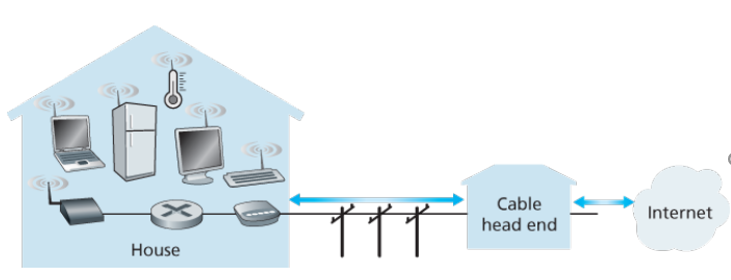 House
Cable
head end
Internet